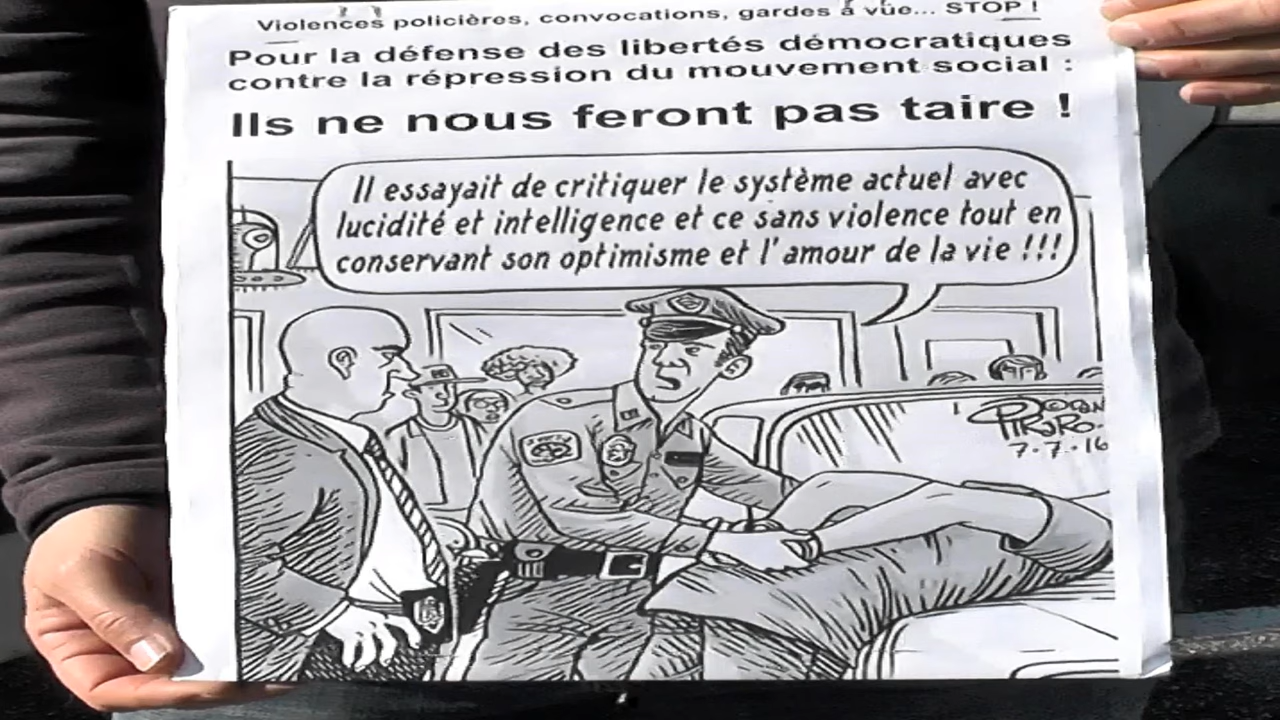 Violences policières, convocations, gardes à vue... STOP !
Pour la défense des libertés démocratiques
contre la répression du mouvement social :
Ils ne nous feront pas taire !
Il essayait de critiquer le système actuel avec
lucidité et intelligence et ce sans violence tout en
conservant son optimisme et l'amour de la vie !!!
©DAN
PIRARO
7·7·16